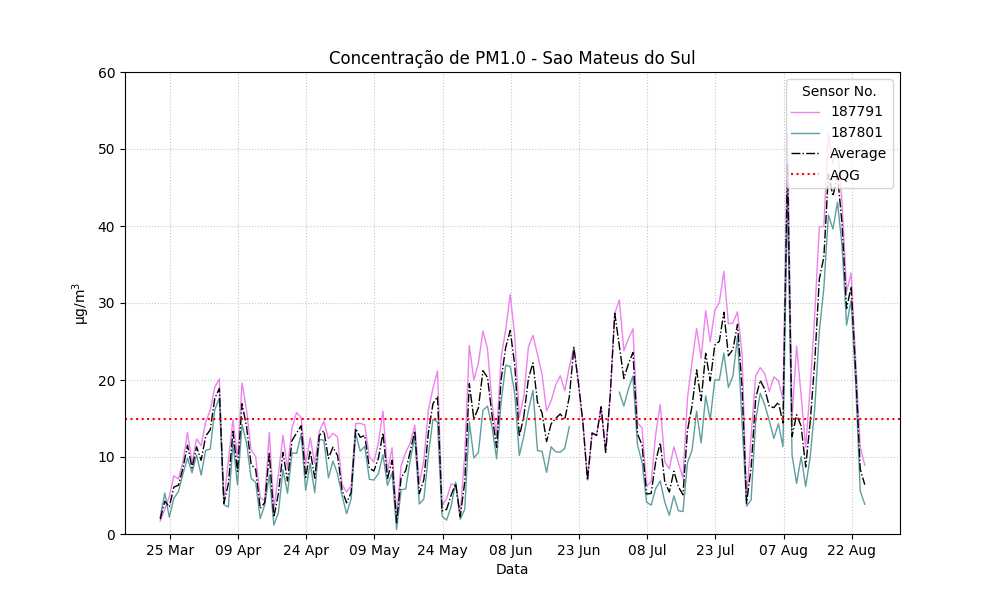 Concentração de PM1.0 - Sao Mateus do Sul
60
50
40
30
20
10
0
µg/m³
25 Mar 09 Apr 24 Apr 09 May 24 May 08 Jun 23 Jun 08 Jul 23 Jul 07 Aug 22 Aug
Data
Sensor No.
187791
187801
Average
AQG